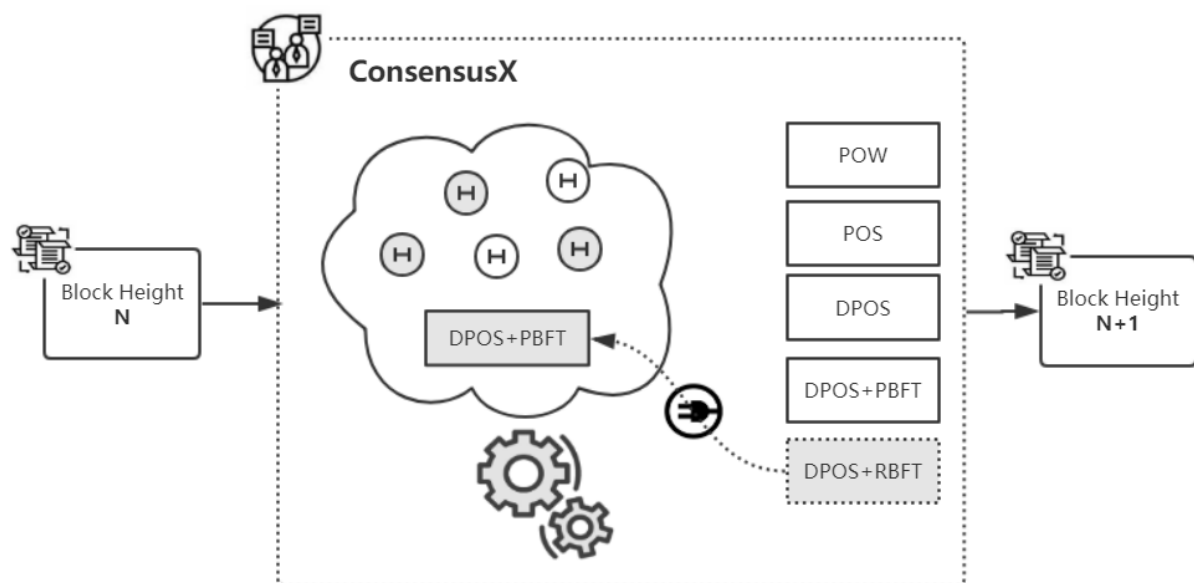 ConsensusX
POW
H
H
POS
H
H
H
Block Height
N
DPOS
Block Height
N+1
DPOS+PBFT
DPOS+PBFT
DPOS+RBFT